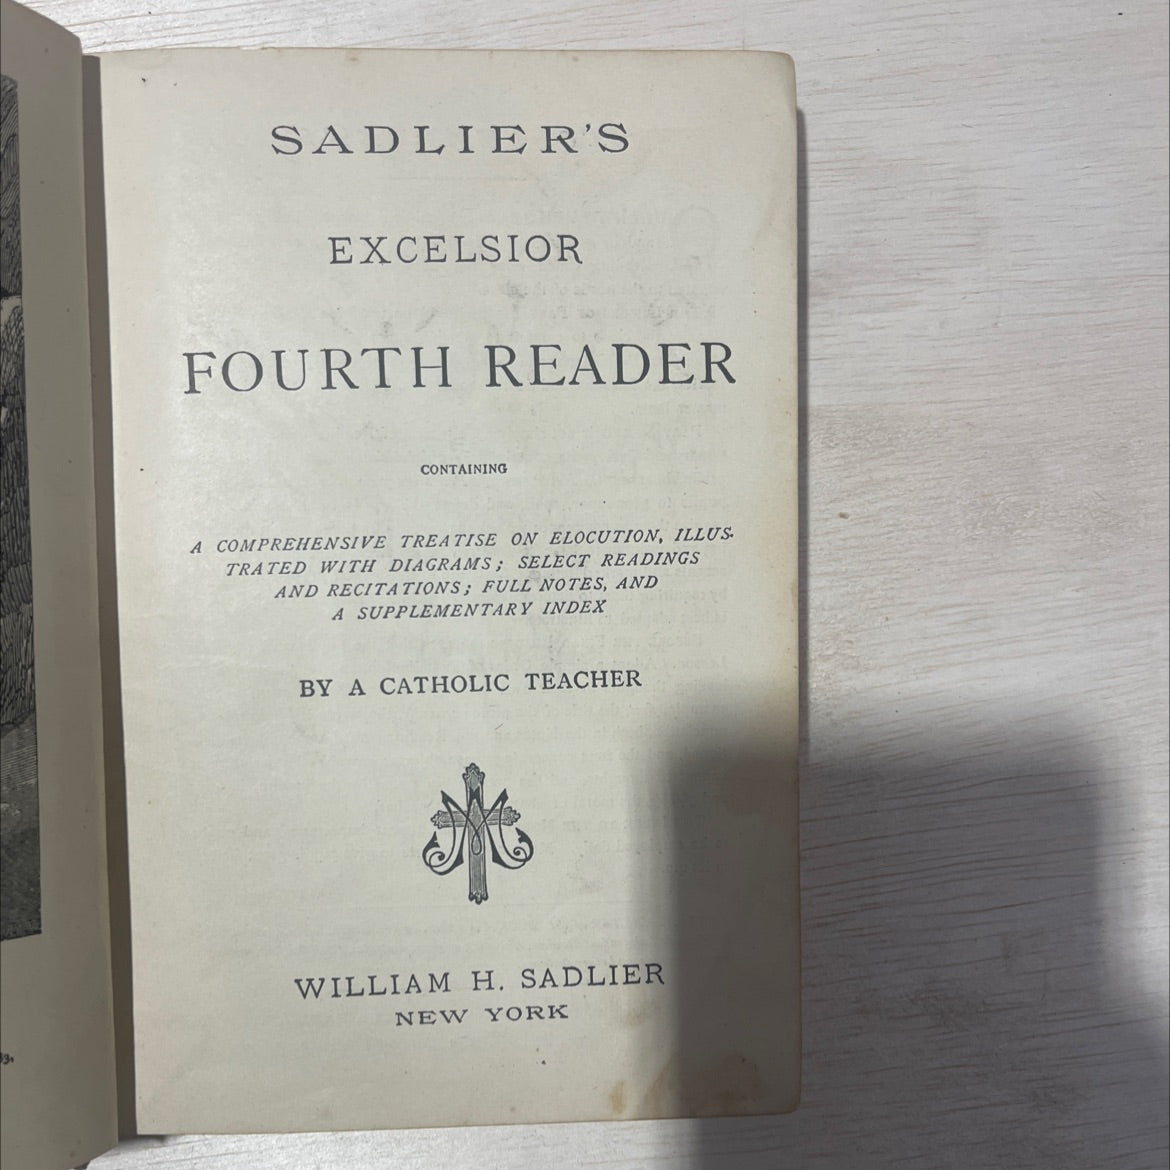 SADLIER'S
EXCELSIOR
FOURTH READER
CONTAINING
A COMPREHENSIVE TREATISE ON ELOCUTION, ILLUS-
TRATED WITH DIAGRAMS; SELECT READINGS
AND RECITATIONS; FULL NOTES, AND
A SUPPLEMENTARY INDEX
BY A CATHOLIC TEACHER
WILLIAM H. SADLIER
NEW YORK